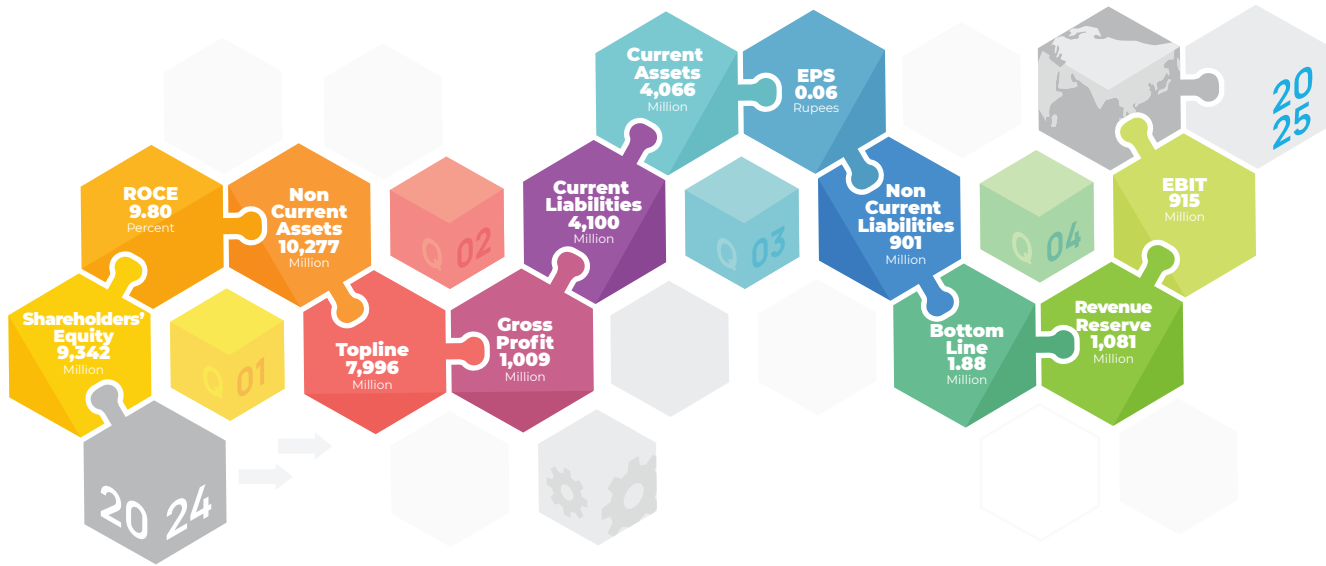 Current
Assets
4,066
Million
EPS
0.06
Rupees
20
25
ROCE
9.80
Percent
Non
Current
Assets
10,277
Million
Q 02
Current
Liabilities
4,100
Million
Q 03
Non
Current
Liabilities
901
Million
Q 04
EBIT
915
Million
Shareholders’
Equity
9,342
Million
Q 01
Topline
7,996
Million
Gross
Profit
1,009
Million
Bottom
Line
1.88
Million
Revenue
Reserve
1,081
Million
20 24